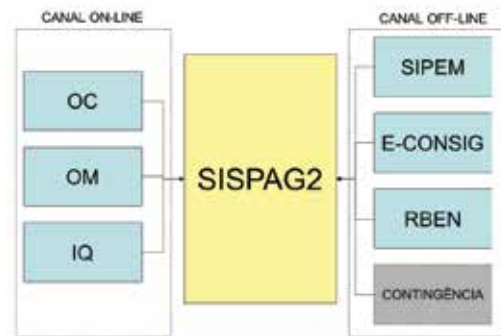 CANAL ON-LINE
OC
OM
IQ
SISPAG2
CANAL OFF-LINE
SIPEM
E-CONSIG
RBEN
CONTINGÊNCIA